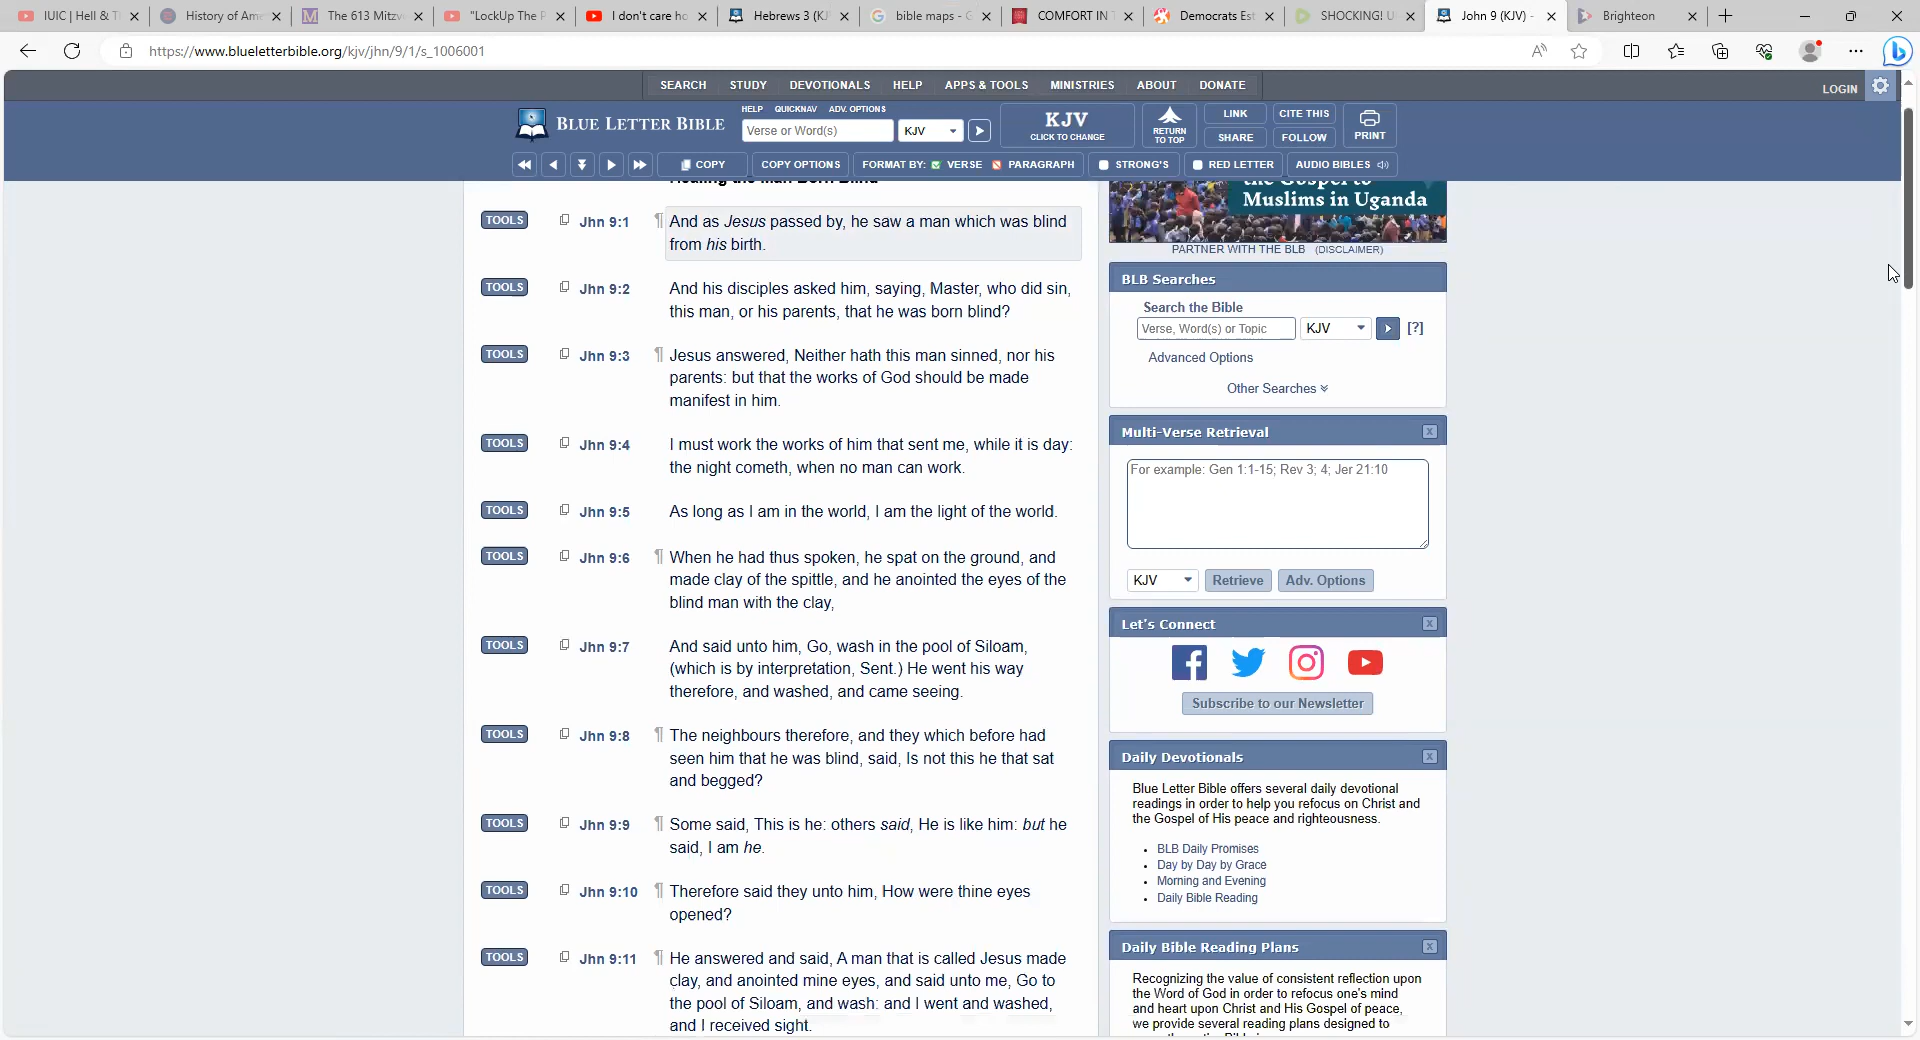 IUIC | Hell & T
History of Ame
The 613 Mitzv
"LockUp The P
I don't care ho
Hebrews 3 (KJ
bible maps - G
COMFORT IN T
Democrats Est
SHOCKING! U
John 9 (KJV) -
Brighteon
https://www.blueletterbible.org/kjv/jhn/9/1/s_1006001
SEARCH STUDY DEVOTIONALS HELP APPS & TOOLS MINISTRIES ABOUT DONATE
LOGIN
BLUE LETTER BIBLE
HELP QUICKNAV ADV. OPTIONS
Verse or Word(s) KJV
KJV
CLICK TO CHANGE
RETURN
TO TOP
LINK CITE THIS
SHARE FOLLOW
PRINT
COPY COPY OPTIONS FORMAT BY: VERSE PARAGRAPH STRONG'S RED LETTER AUDIO BIBLES
Healing the Man Born Blind
TOOLS Jhn 9:1 ¶ And as Jesus passed by, he saw a man which was blind
from his birth.
TOOLS Jhn 9:2 And his disciples asked him, saying, Master, who did sin,
this man, or his parents, that he was born blind?
TOOLS Jhn 9:3 ¶ Jesus answered, Neither hath this man sinned, nor his
parents: but that the works of God should be made
manifest in him.
TOOLS Jhn 9:4 I must work the works of him that sent me, while it is day:
the night cometh, when no man can work.
TOOLS Jhn 9:5 As long as I am in the world, I am the light of the world.
TOOLS Jhn 9:6 ¶ When he had thus spoken, he spat on the ground, and
made clay of the spittle, and he anointed the eyes of the
blind man with the clay,
TOOLS Jhn 9:7 And said unto him, Go, wash in the pool of Siloam,
(which is by interpretation, Sent.) He went his way
therefore, and washed, and came seeing.
TOOLS Jhn 9:8 ¶ The neighbours therefore, and they which before had
seen him that he was blind, said, Is not this he that sat
and begged?
TOOLS Jhn 9:9 ¶ Some said, This is he: others said, He is like him: but he
said, I am he.
TOOLS Jhn 9:10 ¶ Therefore said they unto him, How were thine eyes
opened?
TOOLS Jhn 9:11 ¶ He answered and said, A man that is called Jesus made
clay, and anointed mine eyes, and said unto me, Go to
the pool of Siloam, and wash: and I went and washed,
and I received sight.
the Gospel to
Muslims in Uganda
PARTNER WITH THE BLB (DISCLAIMER)
BLB Searches
Search the Bible
Verse, Word(s) or Topic KJV [?]
Advanced Options
Other Searches
Multi-Verse Retrieval x
For example: Gen 1:1-15; Rev 3; 4; Jer 21:10
KJV Retrieve Adv. Options
Let's Connect x
Subscribe to our Newsletter
Daily Devotionals x
Blue Letter Bible offers several daily devotional
readings in order to help you refocus on Christ and
the Gospel of His peace and righteousness.
• BLB Daily Promises
• Day by Day by Grace
• Morning and Evening
• Daily Bible Reading
Daily Bible Reading Plans x
Recognizing the value of consistent reflection upon
the Word of God in order to refocus one's mind
and heart upon Christ and His Gospel of peace,
we provide several reading plans designed to